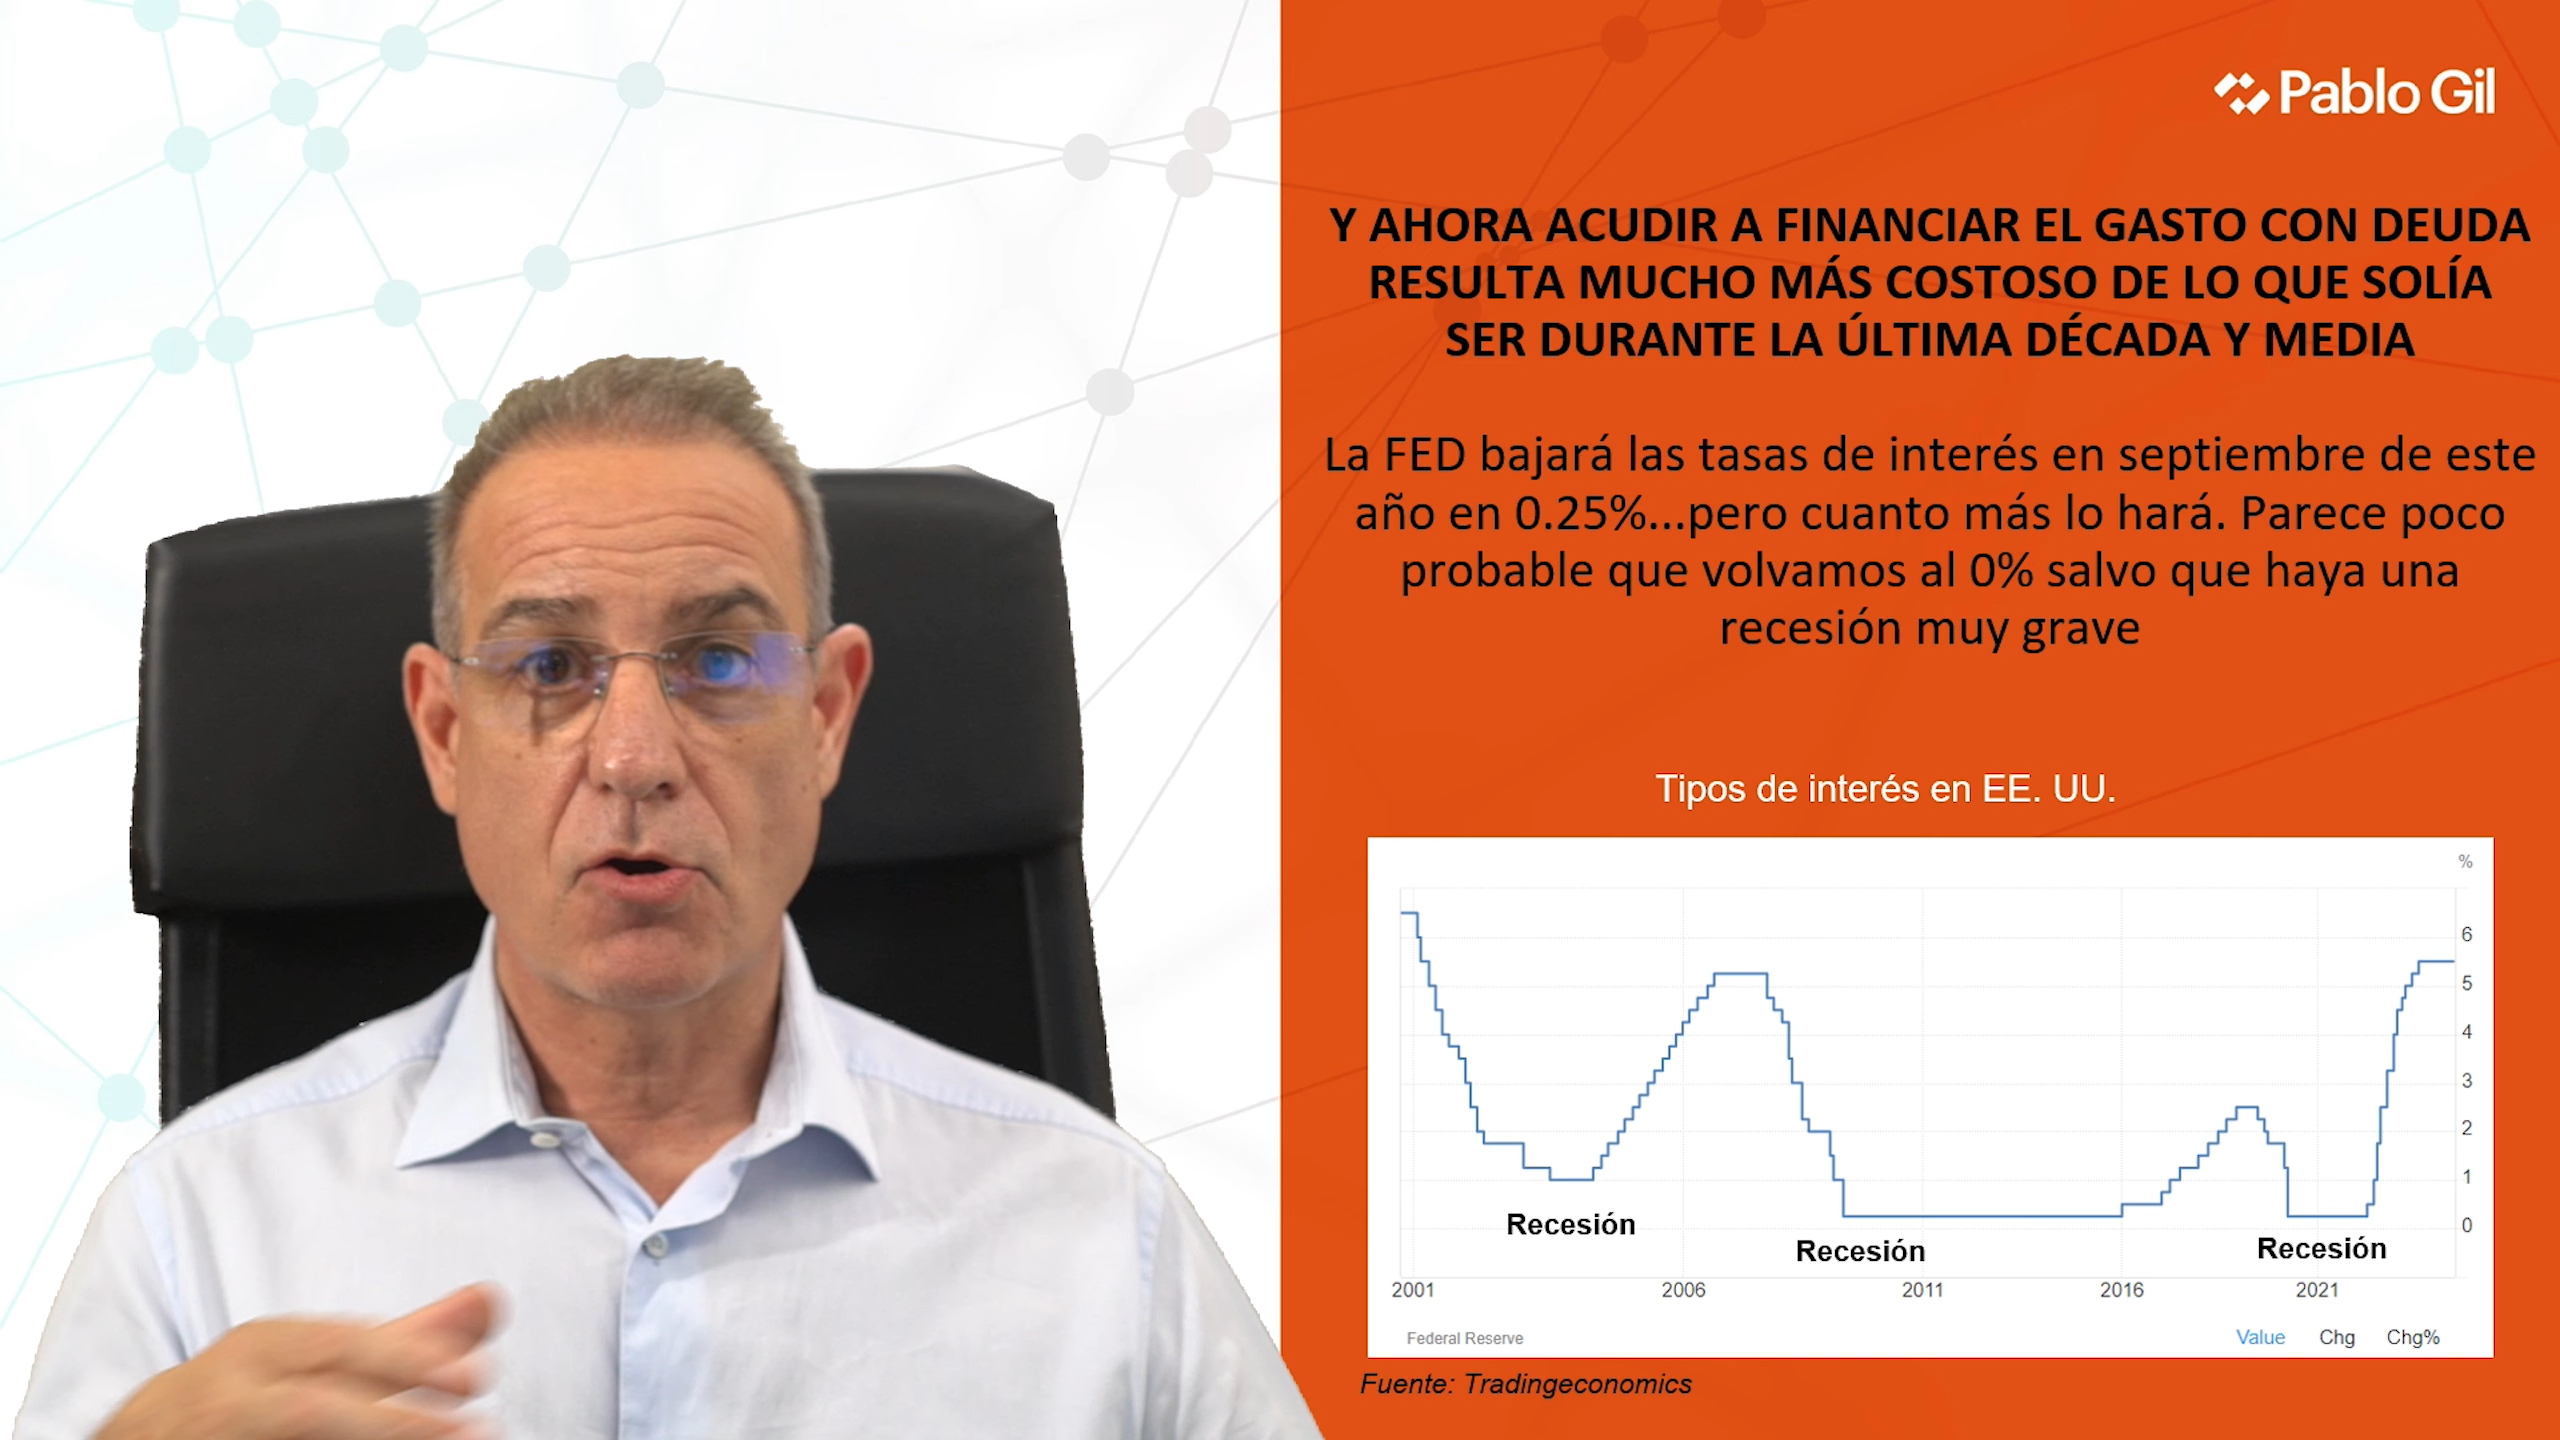 Pablo Gil
Y AHORA ACUDIR A FINANCIAR EL GASTO CON DEUDA
RESULTA MUCHO MÁS COSTOSO DE LO QUE SOLÍA
SER DURANTE LA ÚLTIMA DÉCADA Y MEDIA
La FED bajará las tasas de interés en septiembre de este
año en 0.25%...pero cuanto más lo hará. Parece poco
probable que volvamos al 0% salvo que haya una
recesión muy grave
Tipos de interés en EE. UU.
%
6
5
4
3
2
1
0
Recesión
Recesión
Recesión
2001 2006 2011 2016 2021
Federal Reserve Value Chg Chg%
Fuente: Tradingeconomics